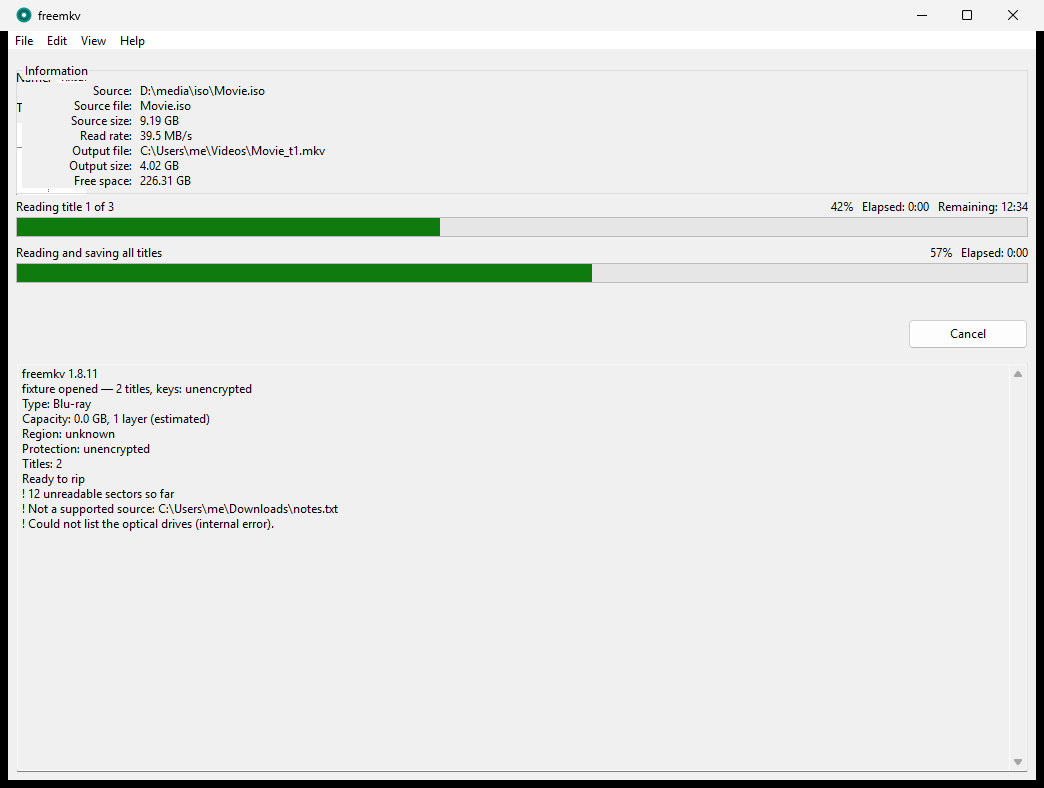 freemkv
File Edit View Help
Information
Source: D:\media\iso\Movie.iso
Source file: Movie.iso
Source size: 9.19 GB
Read rate: 39.5 MB/s
Output file: C:\Users\me\Videos\Movie_t1.mkv
Output size: 4.02 GB
Free space: 226.31 GB
Reading title 1 of 3 42% Elapsed: 0:00 Remaining: 12:34
Reading and saving all titles 57% Elapsed: 0:00
Cancel
freemkv 1.8.11
fixture opened — 2 titles, keys: unencrypted
Type: Blu-ray
Capacity: 0.0 GB, 1 layer (estimated)
Region: unknown
Protection: unencrypted
Titles: 2
Ready to rip
! 12 unreadable sectors so far
! Not a supported source: C:\Users\me\Downloads\notes.txt
! Could not list the optical drives (internal error).